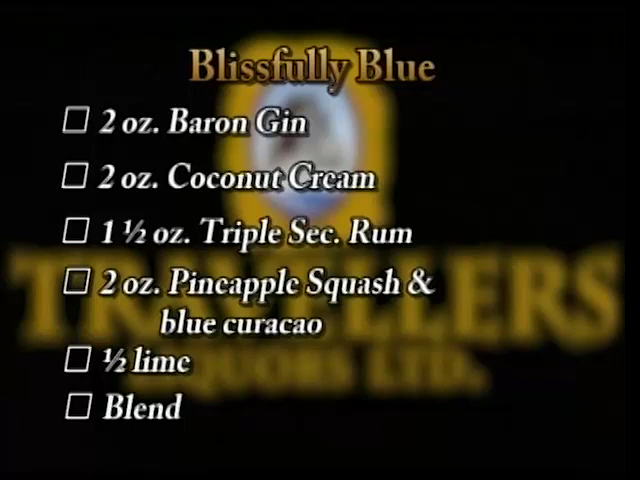 Blissfully Blue
2 oz. Baron Gin
2 oz. Coconut Cream
1 ½ oz. Triple Sec. Rum
2 oz. Pineapple Squash &
blue curacao
½ lime
Blend
TRAVELLERS
LIQUORS LTD.